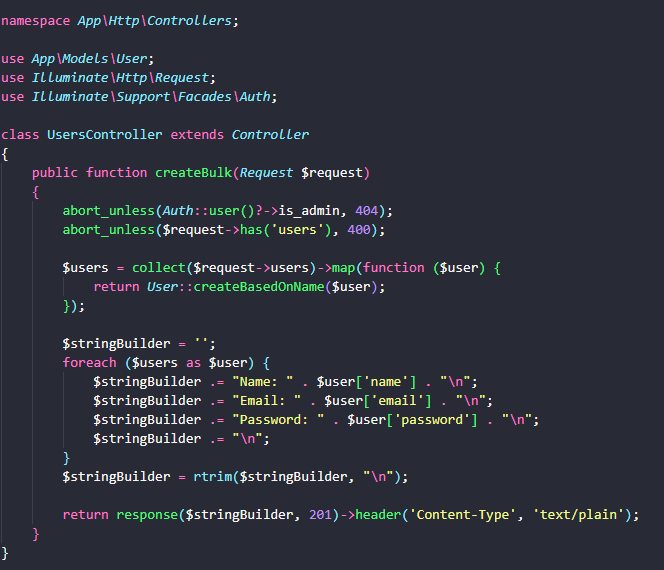 namespace App\Http\Controllers;
use App\Models\User;
use Illuminate\Http\Request;
use Illuminate\Support\Facades\Auth;
class UsersController extends Controller
{
public function createBulk(Request $request)
{
abort_unless(Auth::user()?->is_admin, 404);
abort_unless($request->has('users'), 400);
$users = collect($request->users)->map(function ($user) {
return User::createBasedOnName($user);
});
$stringBuilder = '';
foreach ($users as $user) {
$stringBuilder .= "Name: " . $user['name'] . "\n";
$stringBuilder .= "Email: " . $user['email'] . "\n";
$stringBuilder .= "Password: " . $user['password'] . "\n";
$stringBuilder .= "\n";
}
$stringBuilder = rtrim($stringBuilder, "\n");
return response($stringBuilder, 201)->header('Content-Type', 'text/plain');
}
}